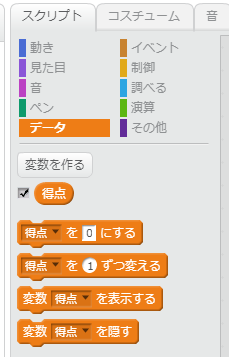 スクリプト コスチューム 音
動き イベント
見た目 制御
音 調べる
ペン 演算
データ その他
変数を作る
得点
得点 を 0 にする
得点 を 1 ずつ変える
変数 得点 を表示する
変数 得点 を隠す